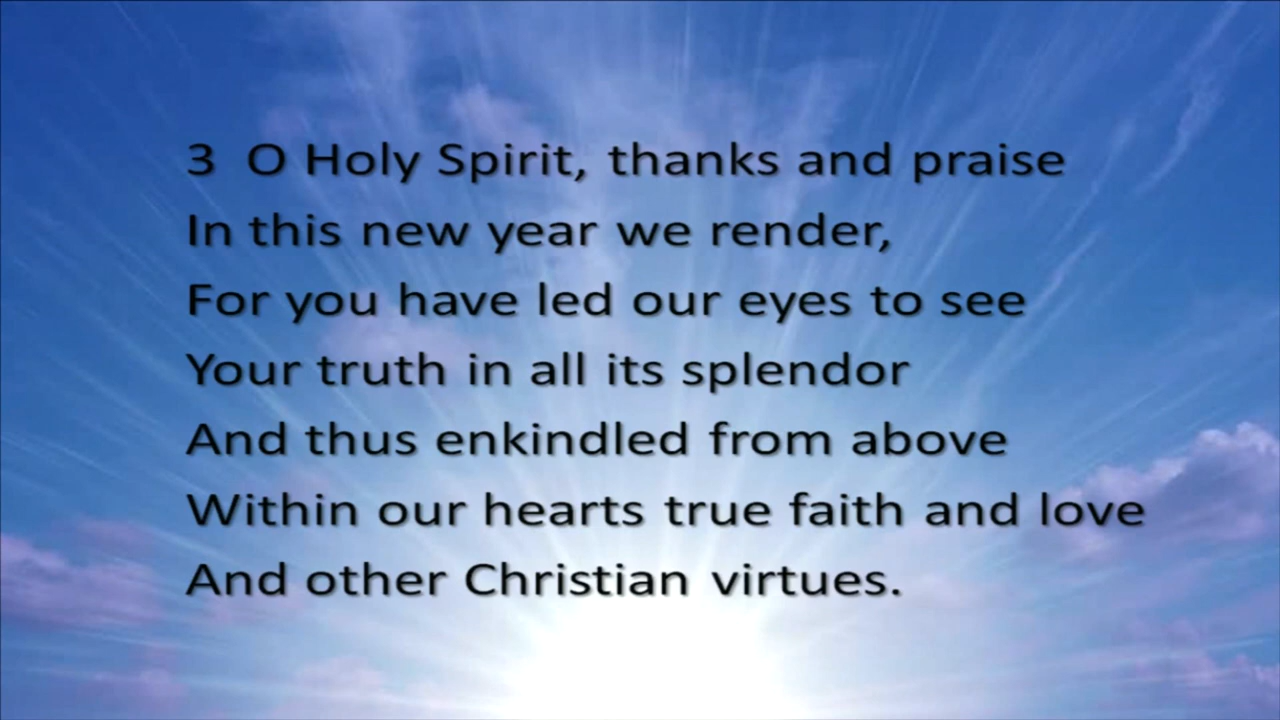 3 O Holy Spirit, thanks and praise
In this new year we render,
For you have led our eyes to see
Your truth in all its splendor
And thus enkindled from above
Within our hearts true faith and love
And other Christian virtues.